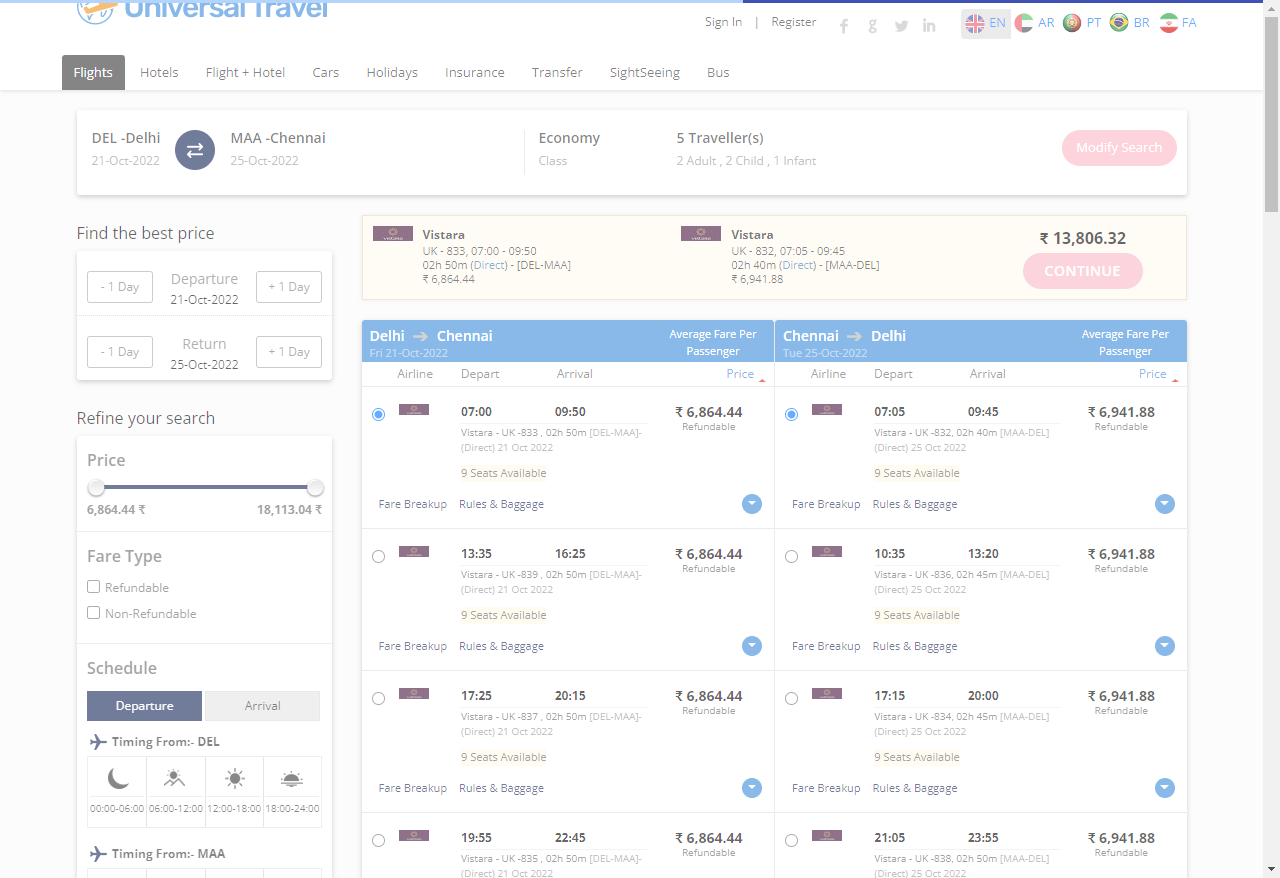 Universal Travel
Sign In | Register
EN AR PT BR FA
Flights Hotels Flight + Hotel Cars Holidays Insurance Transfer SightSeeing Bus
DEL -Delhi
21-Oct-2022
MAA -Chennai
25-Oct-2022
Economy
Class
5 Traveller(s)
2 Adult , 2 Child , 1 Infant
Modify Search
Find the best price
- 1 Day
Departure
21-Oct-2022
+ 1 Day
- 1 Day
Return
25-Oct-2022
+ 1 Day
Refine your search
Price
6,864.44 ₹ 18,113.04 ₹
Fare Type
Refundable
Non-Refundable
Schedule
Departure Arrival
Timing From:- DEL
00:00-06:00 06:00-12:00 12:00-18:00 18:00-24:00
Timing From:- MAA
Vistara
UK - 833, 07:00 - 09:50
02h 50m (Direct) - [DEL-MAA]
₹ 6,864.44
Vistara
UK - 832, 07:05 - 09:45
02h 40m (Direct) - [MAA-DEL]
₹ 6,941.88
₹ 13,806.32
CONTINUE
Delhi Chennai
Fri 21-Oct-2022
Average Fare Per
Passenger
Airline Depart Arrival Price
07:00 09:50 ₹ 6,864.44
Refundable
Vistara - UK -833 , 02h 50m [DEL-MAA]-
(Direct) 21 Oct 2022
9 Seats Available
Fare Breakup Rules & Baggage
13:35 16:25 ₹ 6,864.44
Refundable
Vistara - UK -839 , 02h 50m [DEL-MAA]-
(Direct) 21 Oct 2022
9 Seats Available
Fare Breakup Rules & Baggage
17:25 20:15 ₹ 6,864.44
Refundable
Vistara - UK -837 , 02h 50m [DEL-MAA]-
(Direct) 21 Oct 2022
9 Seats Available
Fare Breakup Rules & Baggage
19:55 22:45 ₹ 6,864.44
Refundable
Vistara - UK -835 , 02h 50m [DEL-MAA]-
(Direct) 21 Oct 2022
Chennai Delhi
Tue 25-Oct-2022
Average Fare Per
Passenger
Airline Depart Arrival Price
07:05 09:45 ₹ 6,941.88
Refundable
Vistara - UK -832, 02h 40m [MAA-DEL]
(Direct) 25 Oct 2022
9 Seats Available
Fare Breakup Rules & Baggage
10:35 13:20 ₹ 6,941.88
Refundable
Vistara - UK -836, 02h 45m [MAA-DEL]
(Direct) 25 Oct 2022
9 Seats Available
Fare Breakup Rules & Baggage
17:15 20:00 ₹ 6,941.88
Refundable
Vistara - UK -834, 02h 45m [MAA-DEL]
(Direct) 25 Oct 2022
9 Seats Available
Fare Breakup Rules & Baggage
21:05 23:55 ₹ 6,941.88
Refundable
Vistara - UK -838, 02h 50m [MAA-DEL]
(Direct) 25 Oct 2022